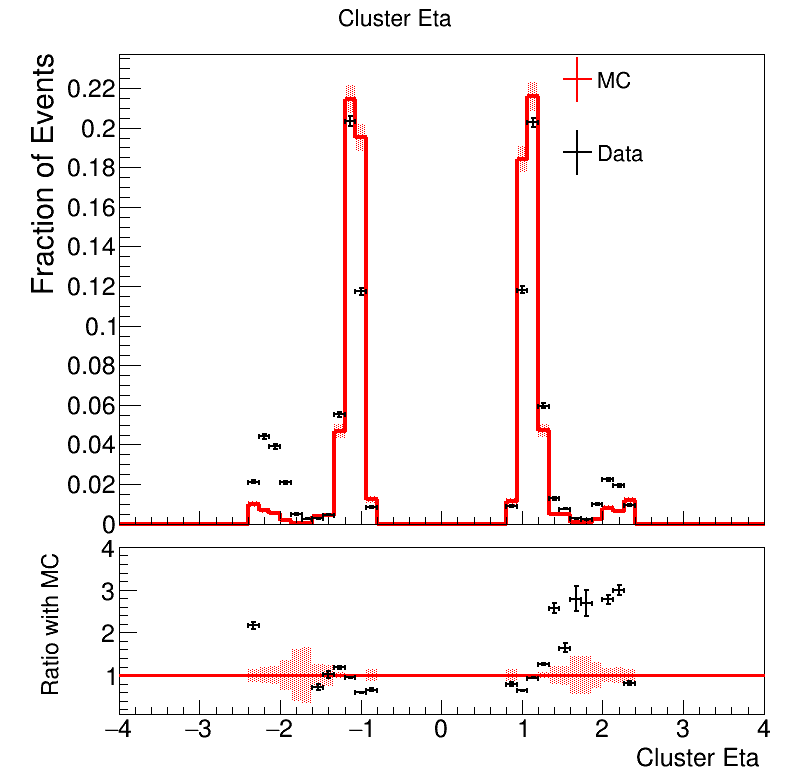 Cluster Eta
Fraction of Events
0.22
0.2
0.18
0.16
0.14
0.12
0.1
0.08
0.06
0.04
0.02
0
MC
Data
Ratio with MC
4
3
2
1
−4 −3 −2 −1 0 1 2 3 4
Cluster Eta